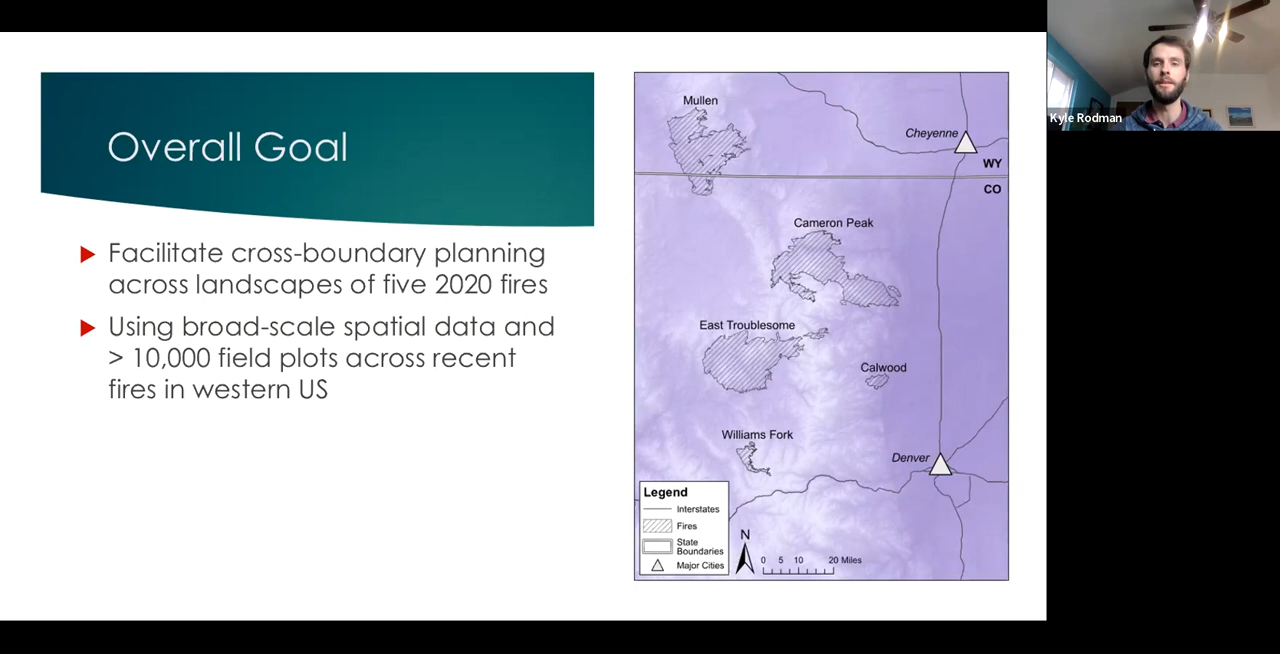 Overall Goal
Facilitate cross-boundary planning
across landscapes of five 2020 fires
Using broad-scale spatial data and
> 10,000 field plots across recent
fires in western US
Mullen
Cheyenne
WY
CO
Cameron Peak
East Troublesome
Calwood
Williams Fork
Denver
Legend
Interstates
Fires
State
Boundaries
Major Cities
N
0 5 10 20 Miles
Kyle Rodman